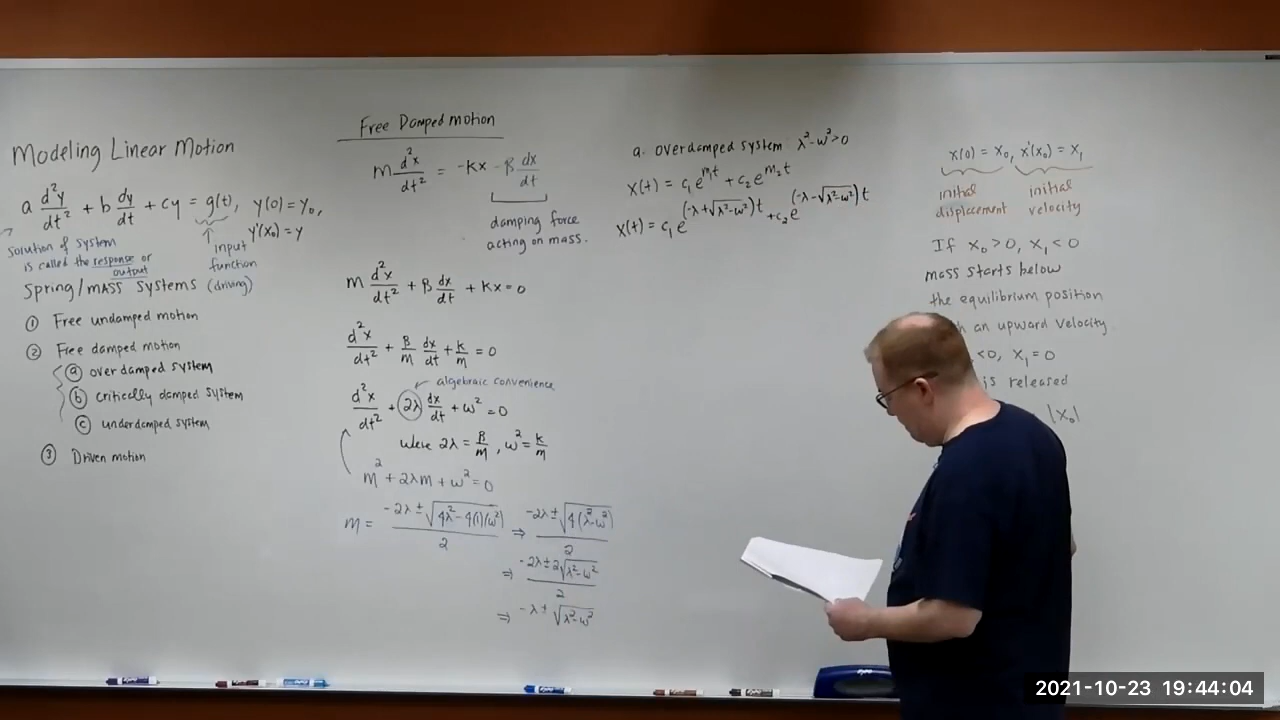 Modeling Linear Motion
a d²y/dt² + b dy/dt + cy = g(t), y(0) = y₀,
y'(x₀) = y
solution of system
is called the response or
output
input
function
(driving)
Spring/mass systems
① Free undamped motion
② Free damped motion
ⓐ over damped system
ⓑ critically damped system
ⓒ underdamped system
③ Driven motion
Free Damped motion
m d²x/dt² = -kx - β dx/dt
damping force
acting on mass.
m d²x/dt² + β dx/dt + kx = 0
d²x/dt² + β/m dx/dt + k/m = 0
algebraic convenience
d²x/dt² + 2λ dx/dt + ω² = 0
were 2λ = β/m, ω² = k/m
m² + 2λm + ω² = 0
m = (-2λ ± √(4λ² - 4(1)(ω²)))/2 ⇒ (-2λ ± √(4(λ²-ω²)))/2
⇒ (-2λ ± 2√(λ²-ω²))/2
⇒ -λ ± √(λ²-ω²)
a. overdamped system: λ²-ω²>0
x(t) = c₁e^(m₁t) + c₂e^(m₂t)
x(t) = c₁e^((-λ+√(λ²-ω²))t) + c₂e^((-λ-√(λ²-ω²))t)
x(0) = x₀, x'(x₀) = x₁
initial displacement
initial velocity
If x₀>0, x₁<0
mass starts below
the equilibrium position
an upward velocity
<0, x₁=0
is released
|x₀|
expo
2021-10-23 19:44:04